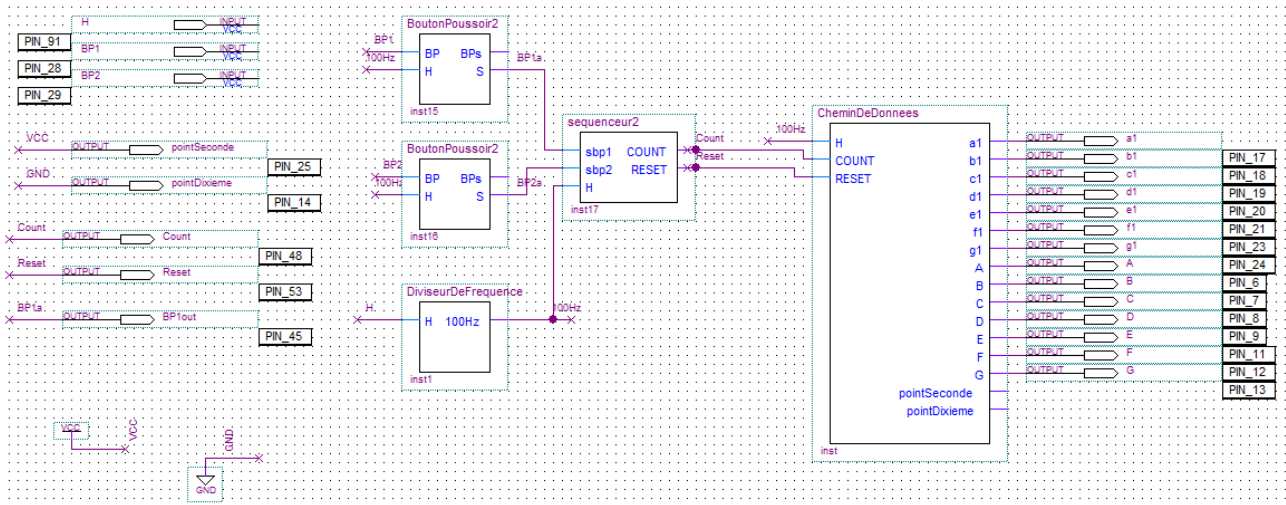 H INPUT
VCC
PIN_91
BP1 INPUT
VCC
PIN_28
BP2 INPUT
VCC
PIN_29
VCC OUTPUT pointSeconde
PIN_25
GND OUTPUT pointDixieme
PIN_14
Count OUTPUT Count
PIN_48
Reset OUTPUT Reset
PIN_53
BP1a OUTPUT BP1out
PIN_45
VCC
VCC
GND
GND
BoutonPoussoir2
BP1 BP BPs
100Hz H S BP1a
inst15
BoutonPoussoir2
BP2 BP BPs
100Hz H S BP2a
inst16
DiviseurDeFrequence
H H 100Hz 100Hz
inst1
sequenceur2
sbp1 COUNT Count
sbp2 RESET Reset
H
inst17
CheminDeDonnees
100Hz H
COUNT
RESET
a1 OUTPUT a1
PIN_17
b1 OUTPUT b1
PIN_18
c1 OUTPUT c1
PIN_19
d1 OUTPUT d1
PIN_20
e1 OUTPUT e1
PIN_21
f1 OUTPUT f1
PIN_23
g1 OUTPUT g1
PIN_24
A OUTPUT A
PIN_6
B OUTPUT B
PIN_7
C OUTPUT C
PIN_8
D OUTPUT D
PIN_9
E OUTPUT E
PIN_11
F OUTPUT F
PIN_12
G OUTPUT G
PIN_13
pointSeconde
pointDixieme
inst